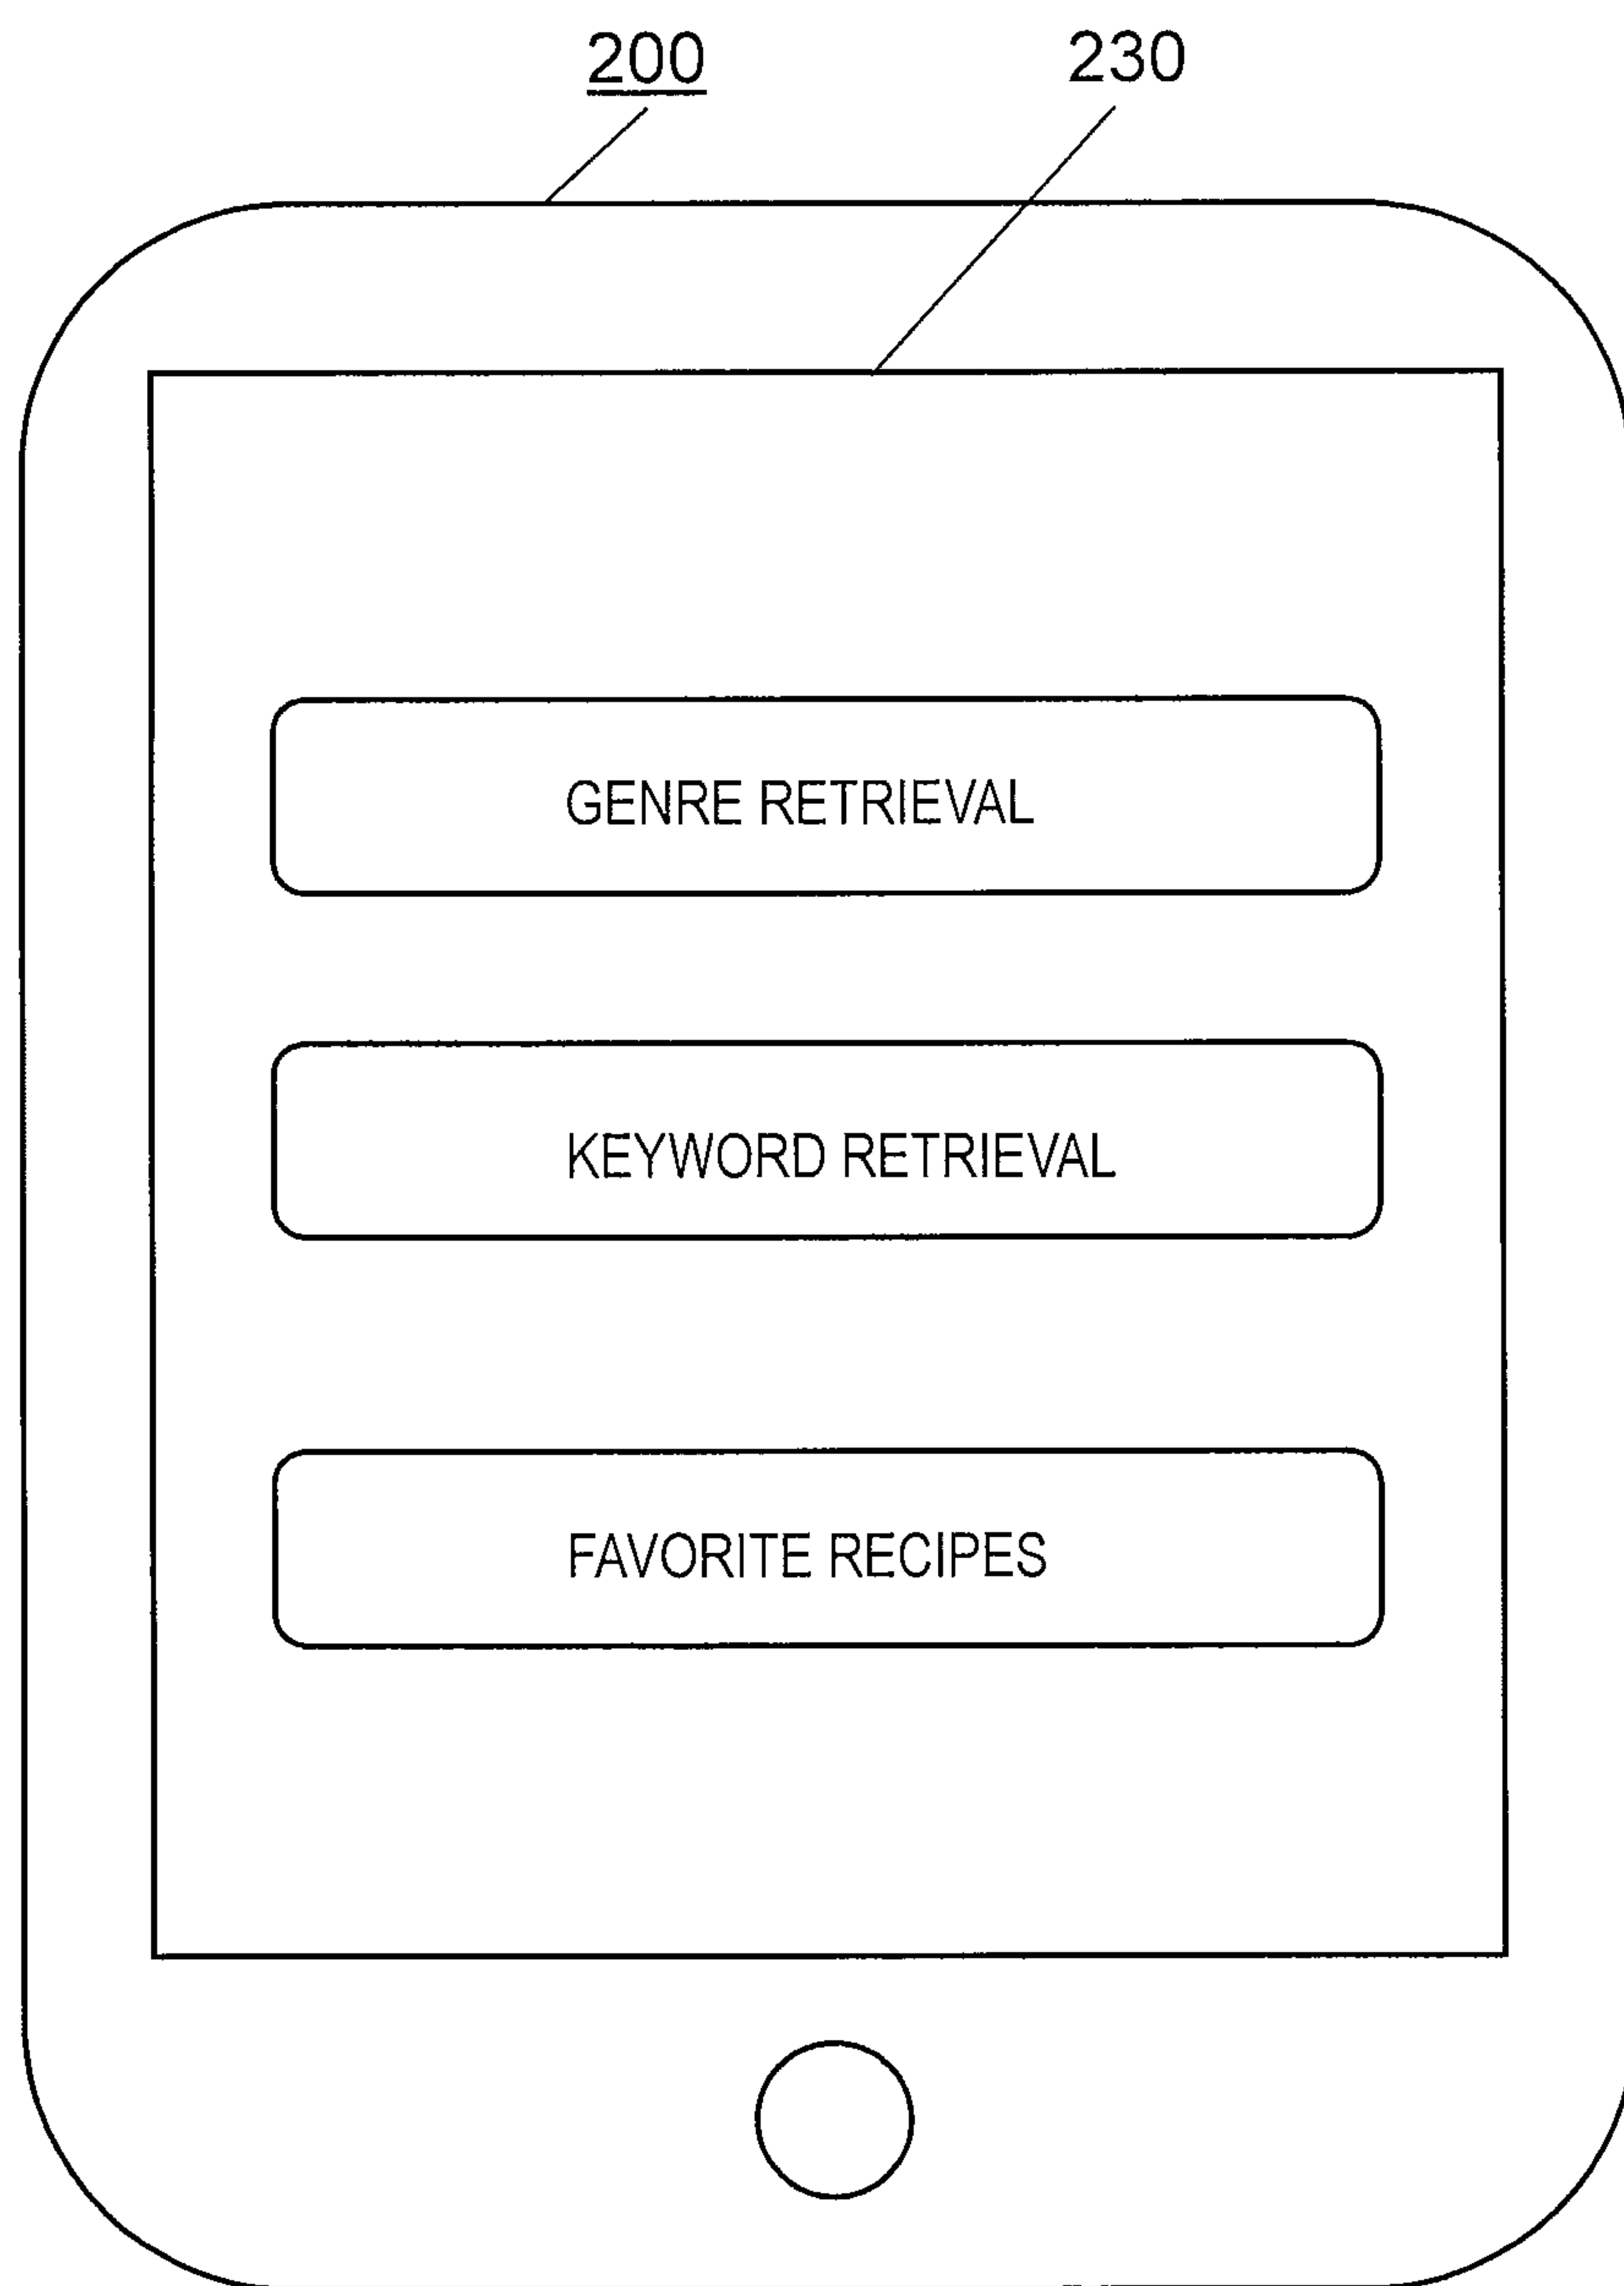 200 230
GENRE RETRIEVAL
KEYWORD RETRIEVAL
FAVORITE RECIPES